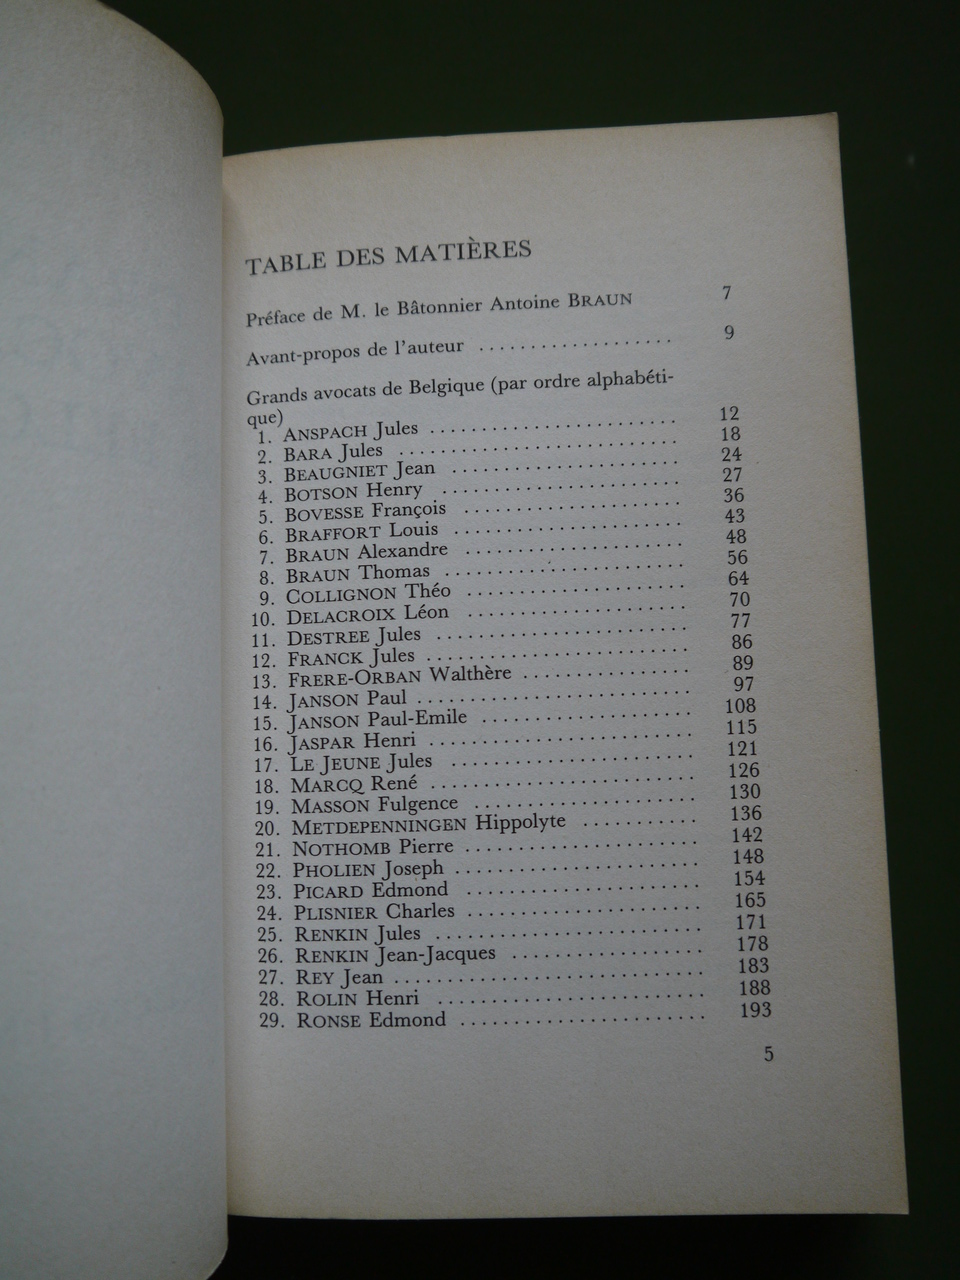 TABLE DES MATIÈRES
Préface de M. le Bâtonnier Antoine BRAUN 7
Avant-propos de l'auteur . . . . . . . . . . . . . . . . . . . 9
Grands avocats de Belgique (par ordre alphabéti-
que)
1. ANSPACH Jules . . . . . . . . . . . . . . . . . . . . . . . . 12
2. BARA Jules . . . . . . . . . . . . . . . . . . . . . . . . . . . 18
3. BEAUGNIET Jean . . . . . . . . . . . . . . . . . . . . . . 24
4. BOTSON Henry . . . . . . . . . . . . . . . . . . . . . . . 27
5. BOVESSE François . . . . . . . . . . . . . . . . . . . . . 36
6. BRAFFORT Louis . . . . . . . . . . . . . . . . . . . . . . 43
7. BRAUN Alexandre . . . . . . . . . . . . . . . . . . . . . 48
8. BRAUN Thomas . . . . . . . . . . . . . . . . . . . . . . . 56
9. COLLIGNON Théo . . . . . . . . . . . . . . . . . . . . . 64
10. DELACROIX Léon . . . . . . . . . . . . . . . . . . . . . 70
11. DESTREE Jules . . . . . . . . . . . . . . . . . . . . . . . . 77
12. FRANCK Jules . . . . . . . . . . . . . . . . . . . . . . . . . 86
13. FRERE-ORBAN Walthère . . . . . . . . . . . . . . . . 89
14. JANSON Paul . . . . . . . . . . . . . . . . . . . . . . . . . . 97
15. JANSON Paul-Emile . . . . . . . . . . . . . . . . . . . . 108
16. JASPAR Henri . . . . . . . . . . . . . . . . . . . . . . . . . 115
17. LE JEUNE Jules . . . . . . . . . . . . . . . . . . . . . . . 121
18. MARCQ René . . . . . . . . . . . . . . . . . . . . . . . . . 126
19. MASSON Fulgence . . . . . . . . . . . . . . . . . . . . . 130
20. METDEPENNINGEN Hippolyte . . . . . . . . . . . 136
21. NOTHOMB Pierre . . . . . . . . . . . . . . . . . . . . . . 142
22. PHOLIEN Joseph . . . . . . . . . . . . . . . . . . . . . . . 148
23. PICARD Edmond . . . . . . . . . . . . . . . . . . . . . . 154
24. PLISNIER Charles . . . . . . . . . . . . . . . . . . . . . . 165
25. RENKIN Jules . . . . . . . . . . . . . . . . . . . . . . . . . 171
26. RENKIN Jean-Jacques . . . . . . . . . . . . . . . . . . 178
27. REY Jean . . . . . . . . . . . . . . . . . . . . . . . . . . . . . 183
28. ROLIN Henri . . . . . . . . . . . . . . . . . . . . . . . . . 188
29. RONSE Edmond . . . . . . . . . . . . . . . . . . . . . . . 193
5